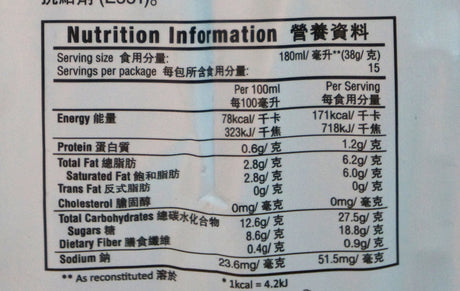 抗結劑 (E551)。
Nutrition Information 營養資料
Serving size 食用分量: 180ml/ 毫升**(38g/ 克)
Servings per package 每包所含食用分量: 15
Per 100ml Per Serving
每100毫升 每食用分量
Energy 能量 78kcal/ 千卡 171kcal/ 千卡
323kJ/ 千焦 718kJ/ 千焦
Protein 蛋白質 0.6g/ 克 1.2g/ 克
Total Fat 總脂肪 2.8g/ 克 6.2g/ 克
Saturated Fat 飽和脂肪 2.8g/ 克 6.0g/ 克
Trans Fat 反式脂肪 0g/ 克 0g/ 克
Cholesterol 膽固醇 0mg/ 毫克 0mg/ 毫克
Total Carbohydrates 總碳水化合物 12.6g/ 克 27.5g/ 克
Sugars 糖 8.6g/ 克 18.8g/ 克
Dietary Fiber 膳食纖維 0.4g/ 克 0.9g/ 克
Sodium 鈉 23.6mg/ 毫克 51.5mg/ 毫克
** As reconstituted 溶於 * 1kcal = 4.2kJ